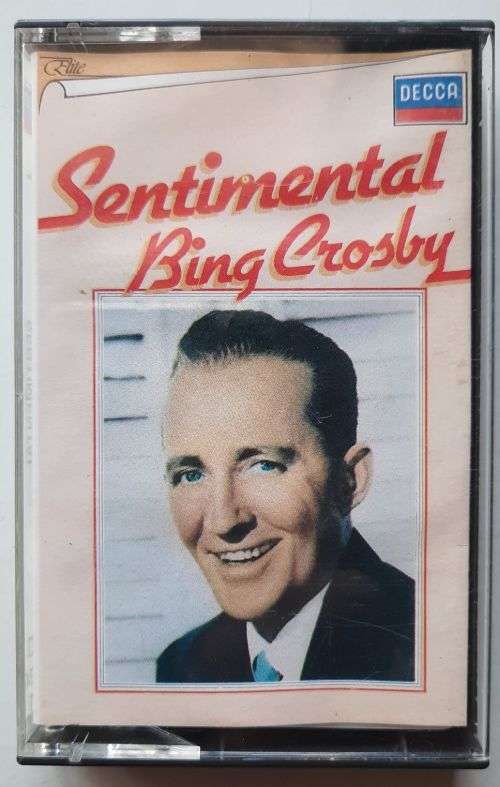 Elite
DECCA
Sentimental
Bing Crosby